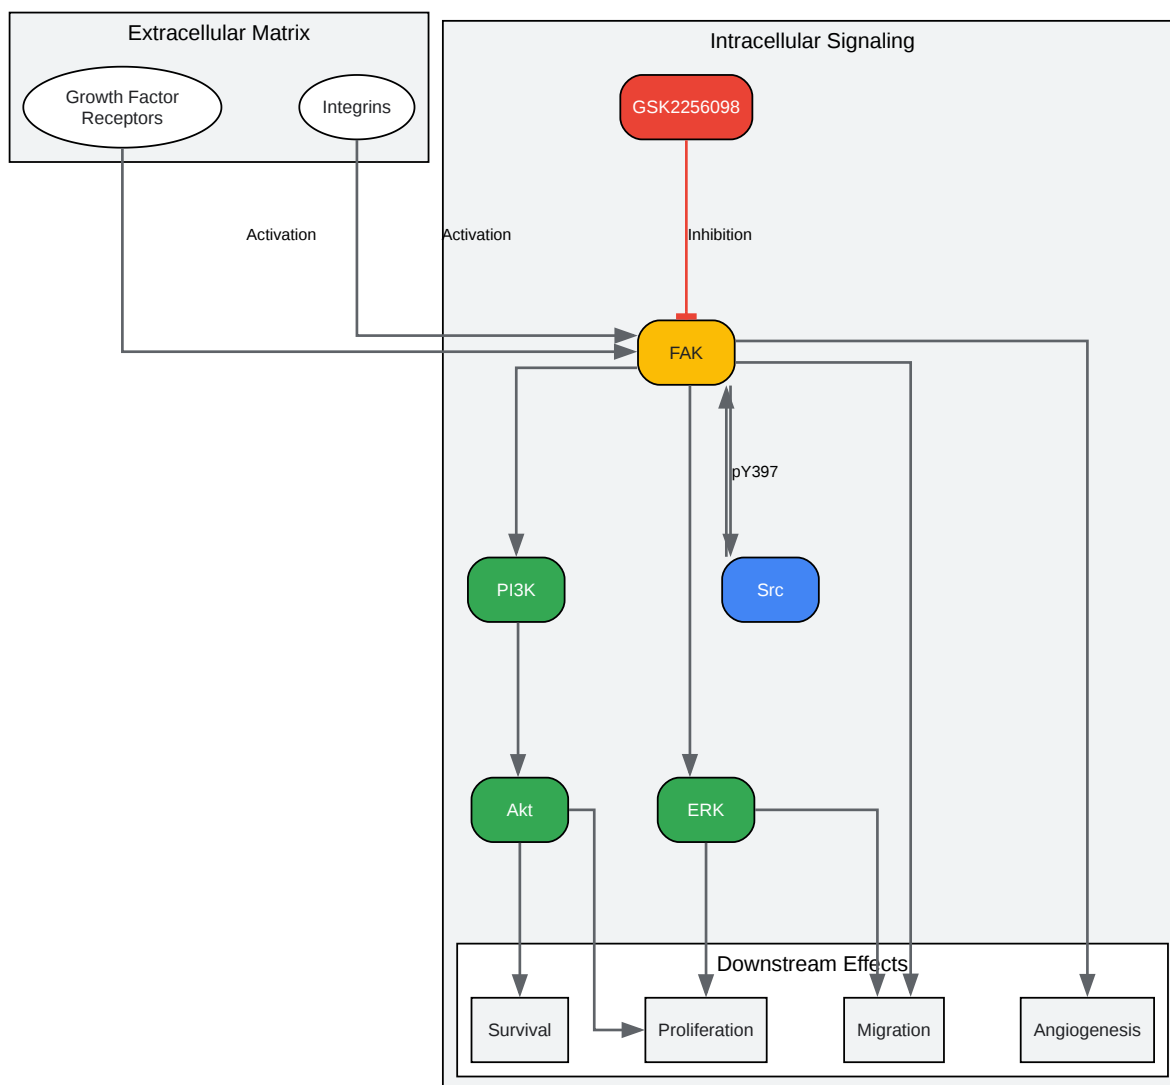 Extracellular Matrix
Intracellular Signaling
Growth Factor
Receptors
Integrins
GSK2256098
Activation
Activation
Inhibition
FAK
pY397
PI3K
Src
Akt
ERK
Downstream Effects
Survival
Proliferation
Migration
Angiogenesis